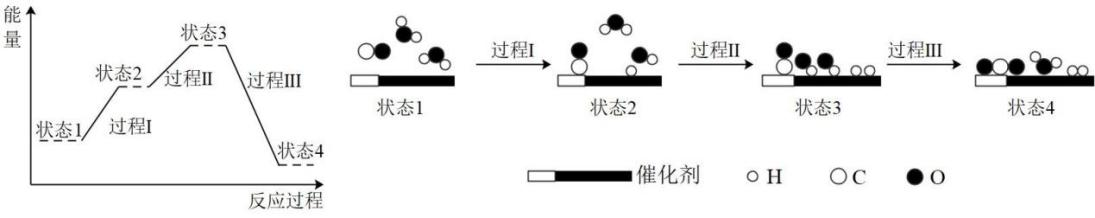 能量
状态1
过程I
状态2
过程II
状态3
过程III
状态4
反应过程
状态1
过程I
状态2
过程II
状态3
过程III
状态4
催化剂
H
C
O